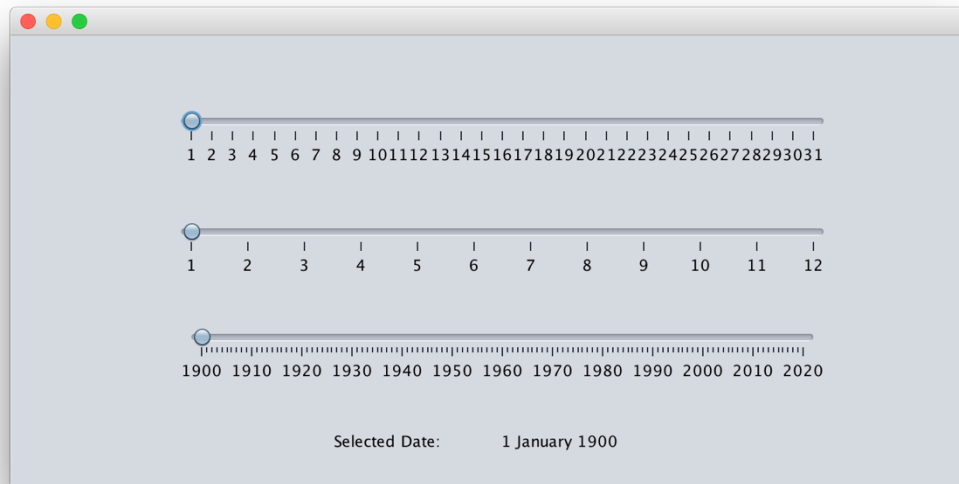 1 2 3 4 5 6 7 8 9 10 11 12 13 14 15 16 17 18 19 20 21 22 23 24 25 26 27 28 29 30 31
1 2 3 4 5 6 7 8 9 10 11 12
1900 1910 1920 1930 1940 1950 1960 1970 1980 1990 2000 2010 2020
Selected Date: 1 January 1900